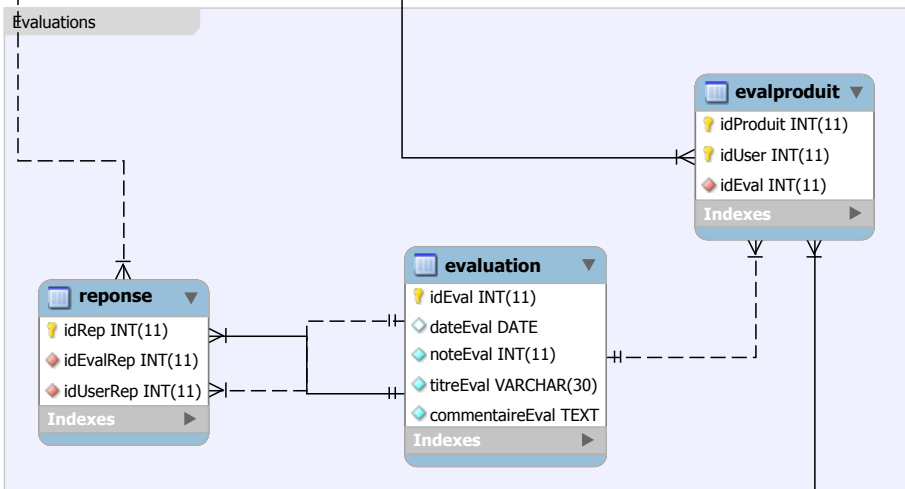 Evaluations
evalproduit
idProduit INT(11)
idUser INT(11)
idEval INT(11)
Indexes
evaluation
idEval INT(11)
dateEval DATE
noteEval INT(11)
titreEval VARCHAR(30)
commentaireEval TEXT
Indexes
reponse
idRep INT(11)
idEvalRep INT(11)
idUserRep INT(11)
Indexes